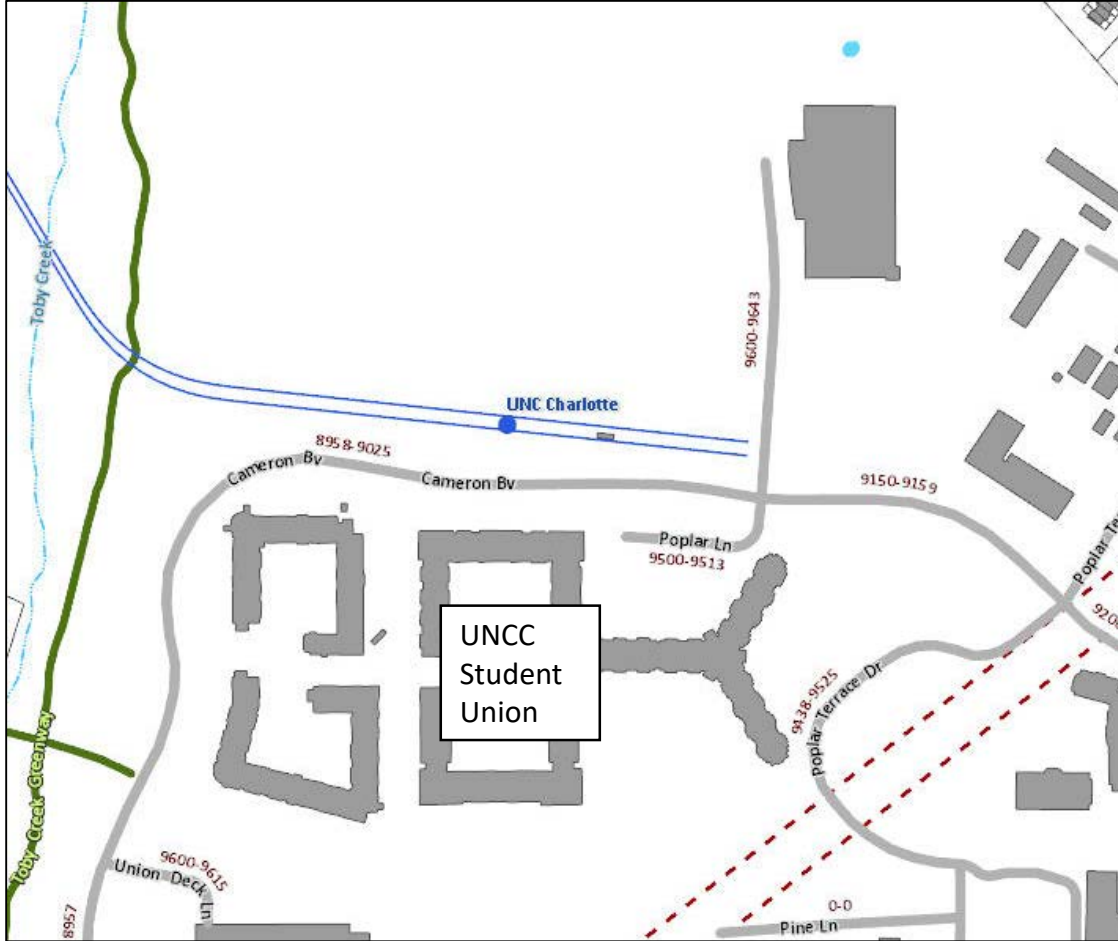 Toby Creek
9600-9643
UNC Charlotte
8958-9025
Cameron Bv
Cameron Bv
9150-9159
Poplar Ln
9500-9513
UNCC
Student
Union
9438-9525
Poplar Terrace Dr
Toby Creek Greenway
9600-9615
Union Deck Ln
8957
0-0
Pine Ln